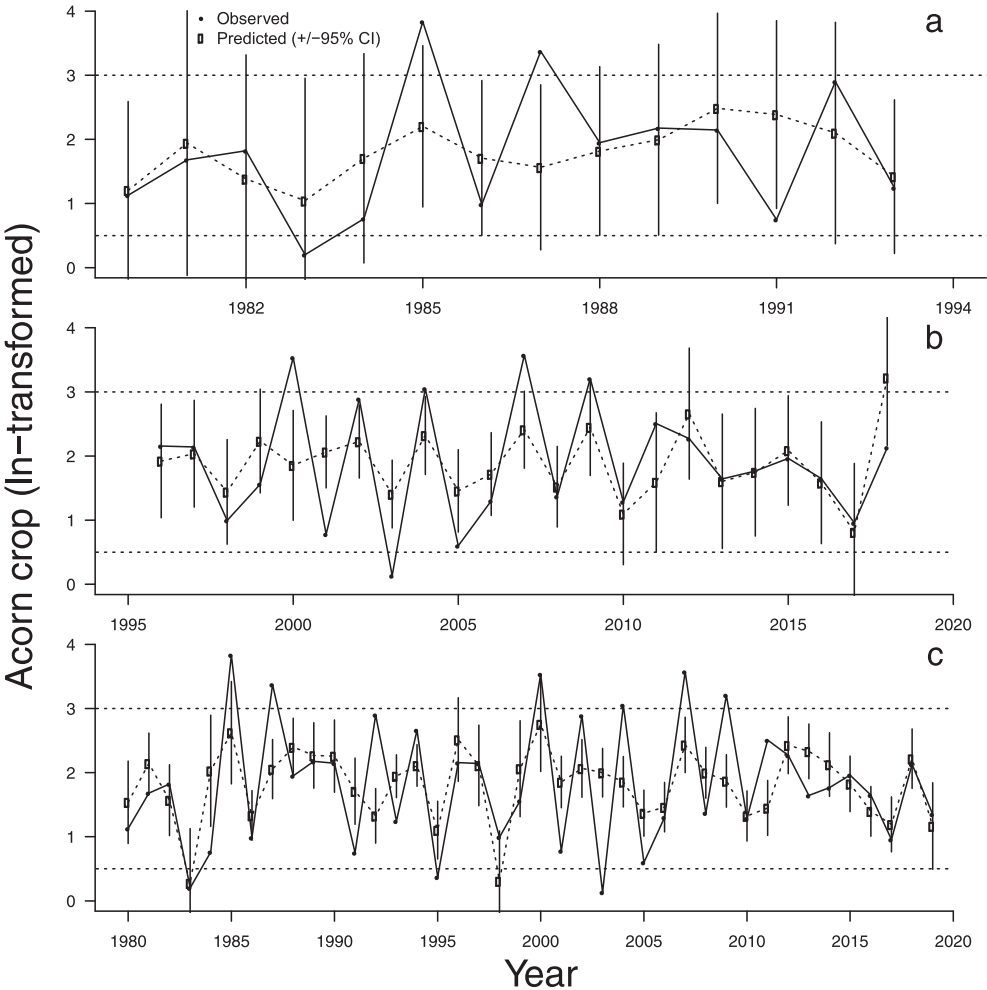 4
3
2
1
0
Observed
Predicted (+/−95% CI)
a
1982 1985 1988 1991 1994
4
3
2
1
0
b
1995 2000 2005 2010 2015 2020
4
3
2
1
0
c
1980 1985 1990 1995 2000 2005 2010 2015 2020
Acorn crop (ln−transformed)
Year